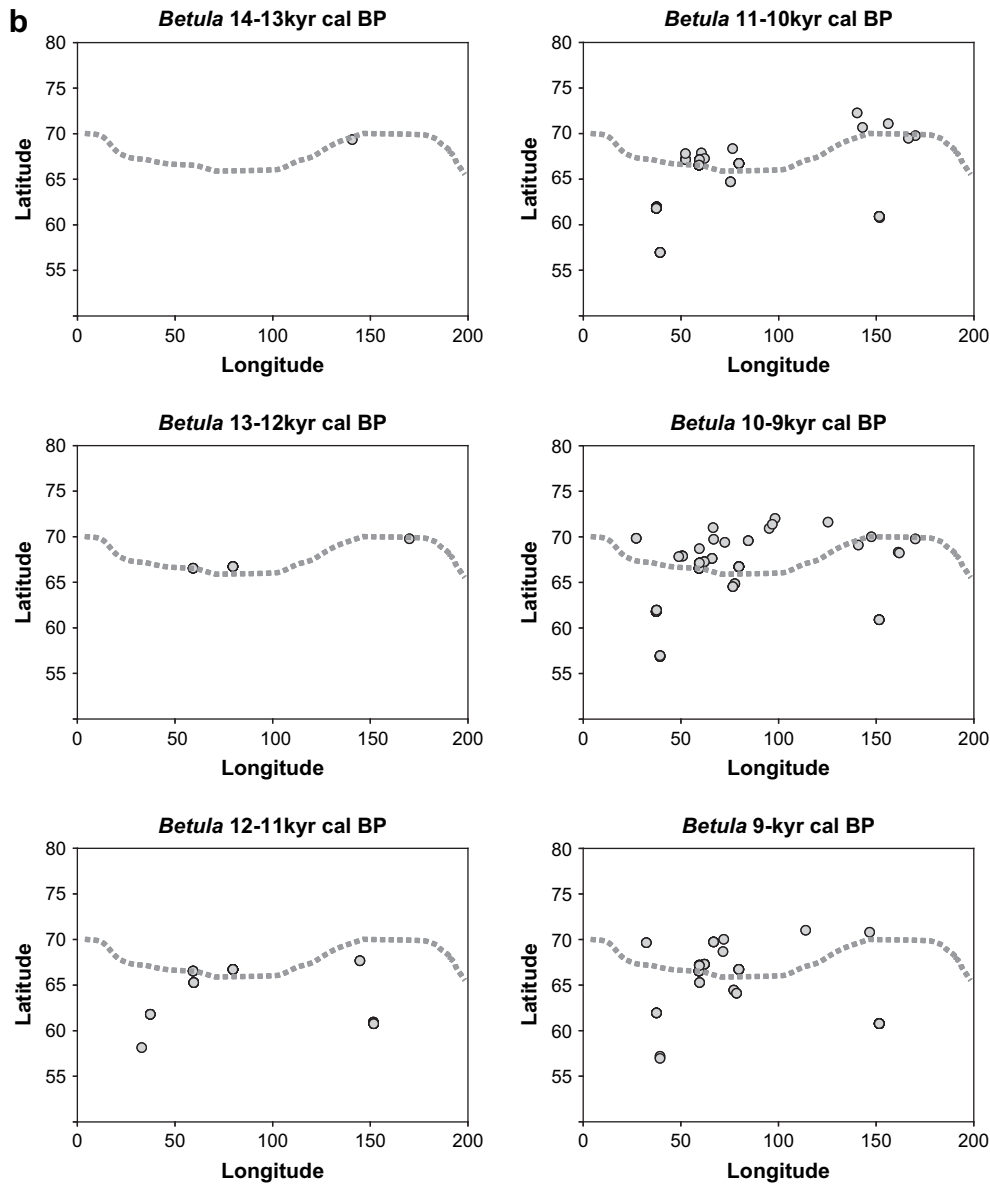 b
Betula 14-13kyr cal BP
80
75
70
65
60
55
0 50 100 150 200
Latitude
Longitude
Betula 11-10kyr cal BP
80
75
70
65
60
55
0 50 100 150 200
Latitude
Longitude
Betula 13-12kyr cal BP
80
75
70
65
60
55
0 50 100 150 200
Latitude
Longitude
Betula 10-9kyr cal BP
80
75
70
65
60
55
0 50 100 150 200
Latitude
Longitude
Betula 12-11kyr cal BP
80
75
70
65
60
55
0 50 100 150 200
Latitude
Longitude
Betula 9-kyr cal BP
80
75
70
65
60
55
0 50 100 150 200
Latitude
Longitude